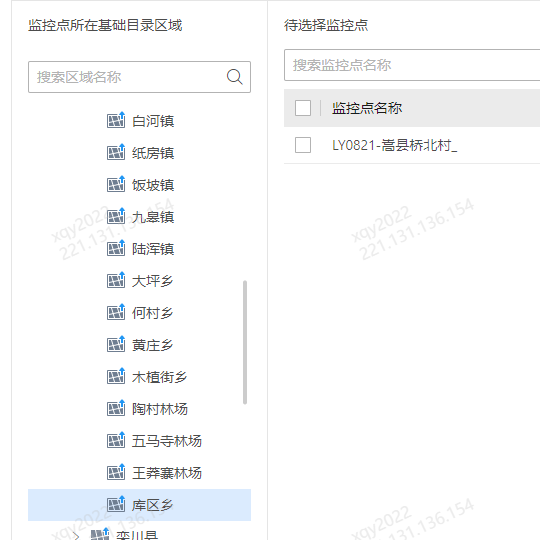 监控点所在基础目录区域
搜索区域名称
白河镇
纸房镇
饭坡镇
九皋镇
陆浑镇
大坪乡
何村乡
黄庄乡
木植街乡
陶村林场
五马寺林场
王莽寨林场
库区乡
栾川县
待选择监控点
搜索监控点名称
监控点名称
LY0821-嵩县桥北村_
xqy2022
221.131.136.154
xqy2022
221.131.136.154
xqy2022
xqy2022
221.131.136.154